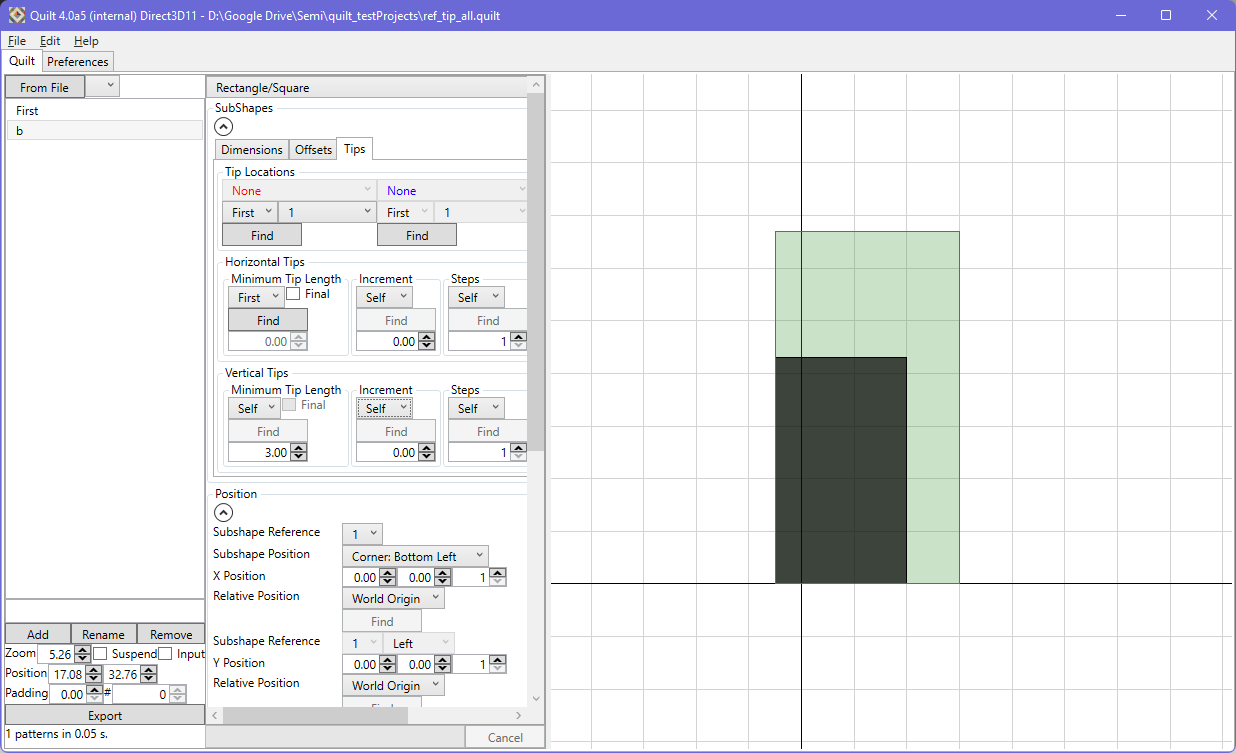 Quilt 4.0a5 (internal) Direct3D11 - D:\Google Drive\Semi\quilt_testProjects\ref_tip_all.quilt
File Edit Help
Quilt Preferences
From File
First
b
Rectangle/Square
SubShapes
Dimensions Offsets Tips
Tip Locations
None None
First 1 First 1
Find Find
Horizontal Tips
Minimum Tip Length Increment Steps
First Final Self Self
Find Find Find
0.00 0.00 1
Vertical Tips
Minimum Tip Length Increment Steps
Self Final Self Self
Find Find Find
3.00 0.00 1
Position
Subshape Reference 1
Subshape Position Corner: Bottom Left
X Position 0.00 0.00 1
Relative Position World Origin
Find
Subshape Reference 1 Left
Y Position 0.00 0.00 1
Relative Position World Origin
Add Rename Remove
Zoom 5.26 Suspend Input
Position 17.08 32.76
Padding 0.00 # 0
Export
1 patterns in 0.05 s.
Cancel